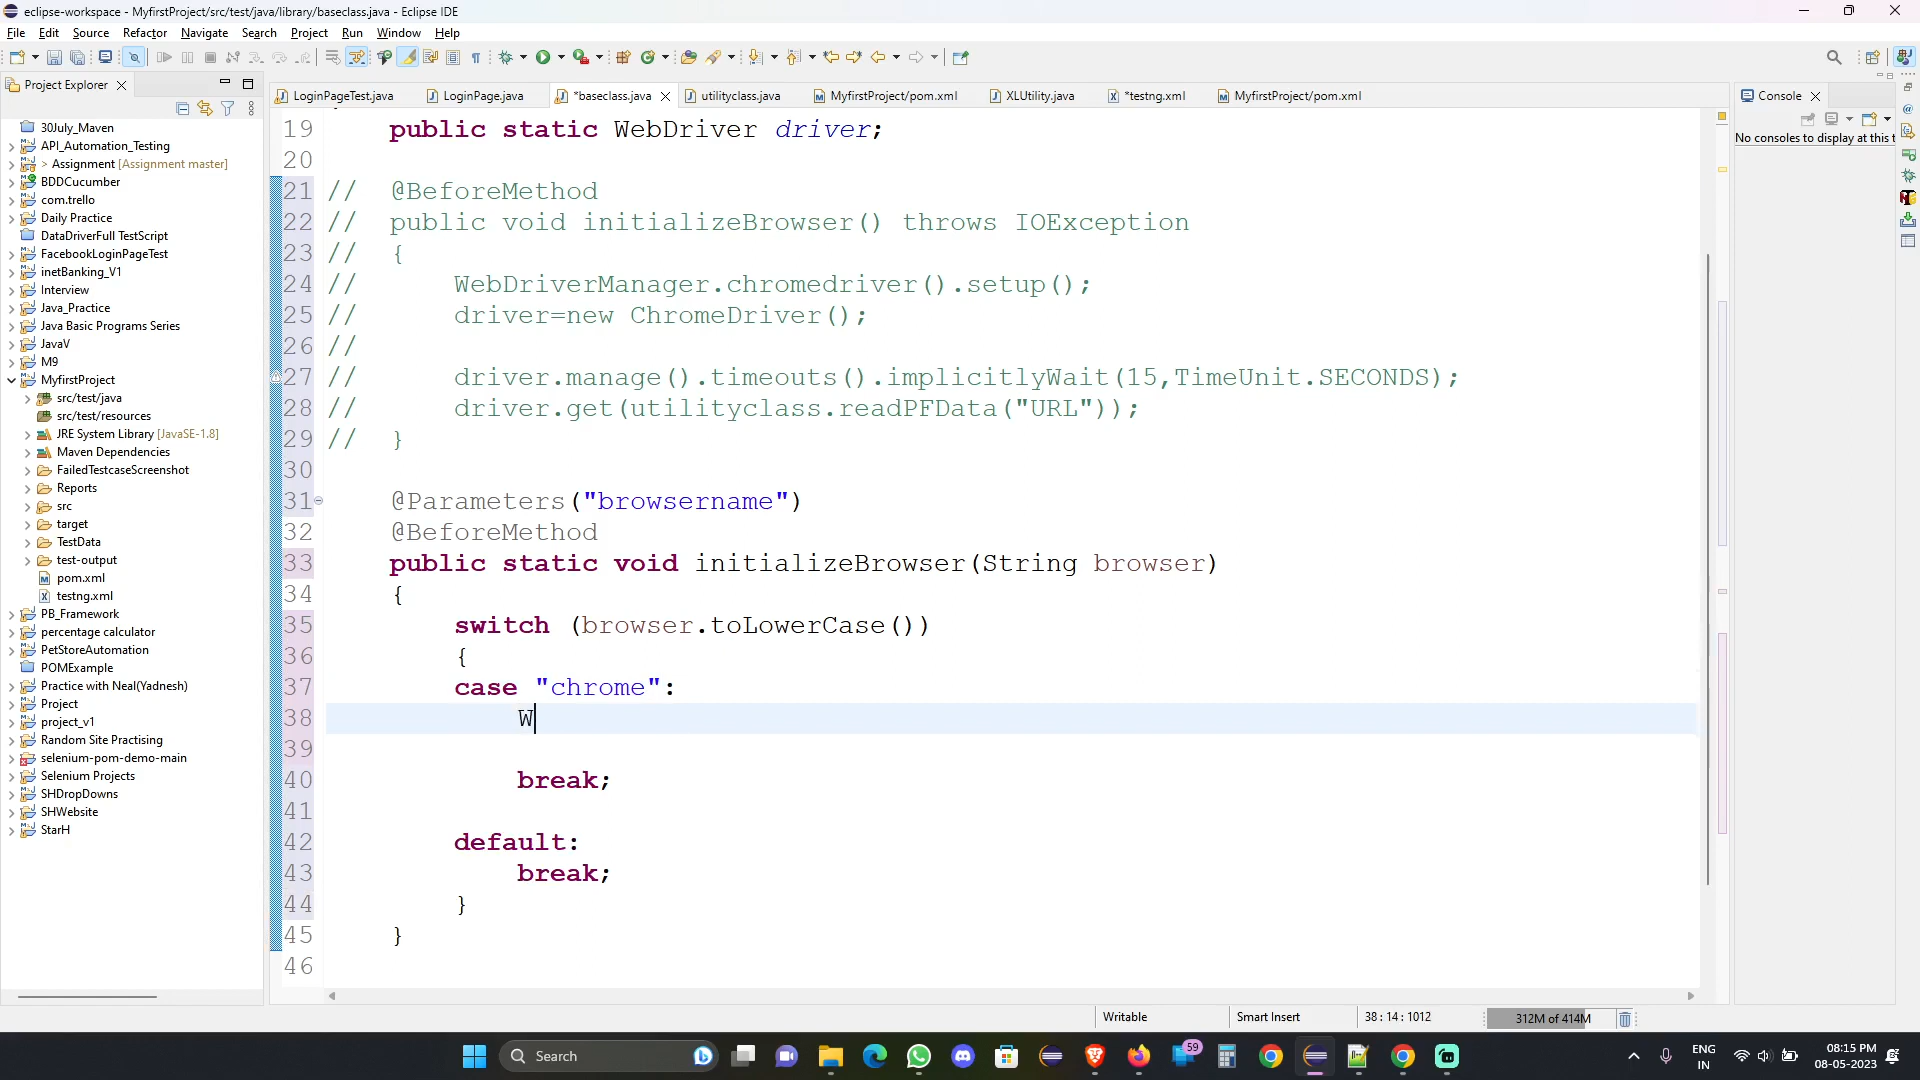 eclipse-workspace - MyfirstProject/src/test/java/library/baseclass.java - Eclipse IDE
File Edit Source Refactor Navigate Search Project Run Window Help
Project Explorer
LoginPageTest.java LoginPage.java *baseclass.java utilityclass.java MyfirstProject/pom.xml XLUtility.java *testng.xml MyfirstProject/pom.xml
Console
No consoles to display at this t
30July_Maven
API_Automation_Testing
> Assignment [Assignment master]
BDDCucumber
com.trello
Daily Practice
DataDriverFull TestScript
FacebookLoginPageTest
inetBanking_V1
Interview
Java_Practice
Java Basic Programs Series
JavaV
M9
MyfirstProject
src/test/java
src/test/resources
JRE System Library [JavaSE-1.8]
Maven Dependencies
FailedTestcaseScreenshot
Reports
src
target
TestData
test-output
pom.xml
testng.xml
PB_Framework
percentage calculator
PetStoreAutomation
POMExample
Practice with Neal(Yadnesh)
Project
project_v1
Random Site Practising
selenium-pom-demo-main
Selenium Projects
SHDropDowns
SHWebsite
StarH
19 public static WebDriver driver;
20
21 // @BeforeMethod
22 // public void initializeBrowser() throws IOException
23 // {
24 // WebDriverManager.chromedriver().setup();
25 // driver=new ChromeDriver();
26 //
27 // driver.manage().timeouts().implicitlyWait(15,TimeUnit.SECONDS);
28 // driver.get(utilityclass.readPFData("URL"));
29 // }
30
31 @Parameters("browsername")
32 @BeforeMethod
33 public static void initializeBrowser(String browser)
34 {
35 switch (browser.toLowerCase())
36 {
37 case "chrome":
38 W
39
40 break;
41
42 default:
43 break;
44 }
45 }
46
Writable Smart Insert 38 : 14 : 1012 312M of 414M
Search 59 ENG IN 08:15 PM 08-05-2023